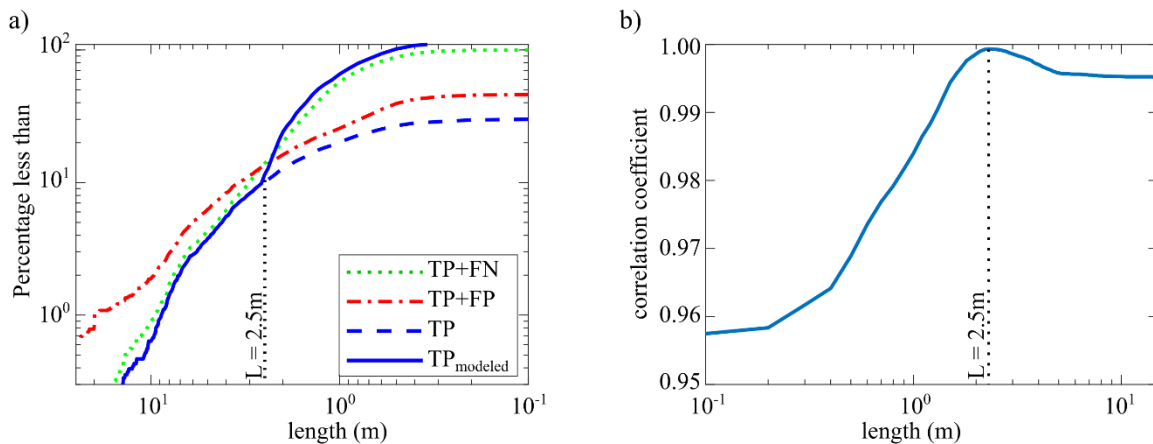 a)
Percentage less than
10²
10¹
10⁰
L = 2.5m
TP+FN
TP+FP
TP
TP_modeled
10¹
10⁰
10⁻¹
length (m)
b)
correlation coefficient
1.00
0.99
0.98
0.97
0.96
0.95
L = 2.5m
10⁻¹
10⁰
10¹
length (m)